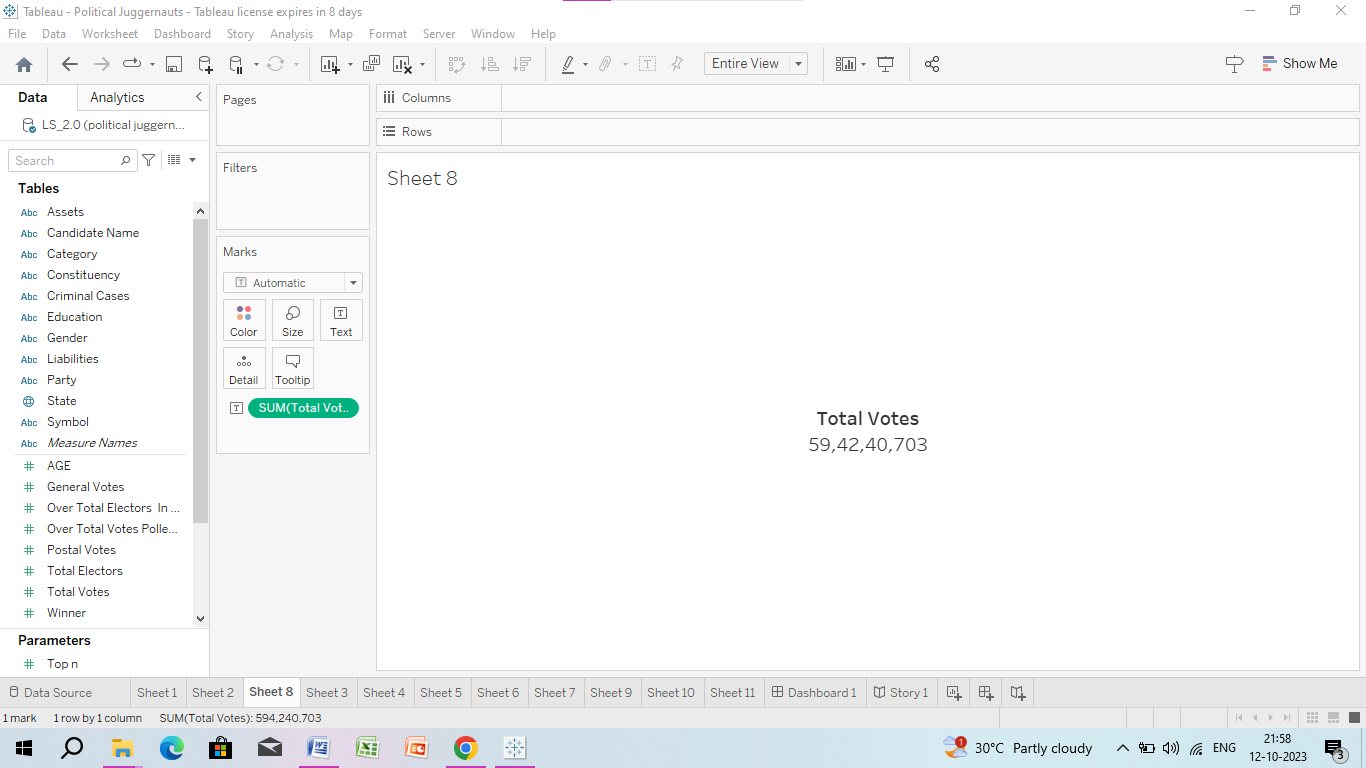 Tableau - Political Juggernauts - Tableau license expires in 8 days
File Data Worksheet Dashboard Story Analysis Map Format Server Window Help
Entire View
Show Me
Data Analytics
LS_2.0 (political juggern...
Search
Tables
Abc Assets
Abc Candidate Name
Abc Category
Abc Constituency
Abc Criminal Cases
Abc Education
Abc Gender
Abc Liabilities
Abc Party
State
Abc Symbol
Abc Measure Names
# AGE
# General Votes
# Over Total Electors In ...
# Over Total Votes Polle...
# Postal Votes
# Total Electors
# Total Votes
# Winner
Parameters
# Top n
Pages
Filters
Marks
T Automatic
Color Size T Text
Detail Tooltip
T SUM(Total Vot..
Columns
Rows
Sheet 8
Total Votes
59,42,40,703
Data Source Sheet 1 Sheet 2 Sheet 8 Sheet 3 Sheet 4 Sheet 5 Sheet 6 Sheet 7 Sheet 9 Sheet 10 Sheet 11 Dashboard 1 Story 1
1 mark 1 row by 1 column SUM(Total Votes): 594,240,703
1 30°C Partly cloudy ENG 21:58
12-10-2023 3